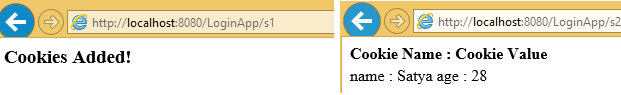 http://localhost:8080/LoginApp/s1
Cookies Added!
http://localhost:8080/LoginApp/s2
Cookie Name : Cookie Value
name : Satya age : 28